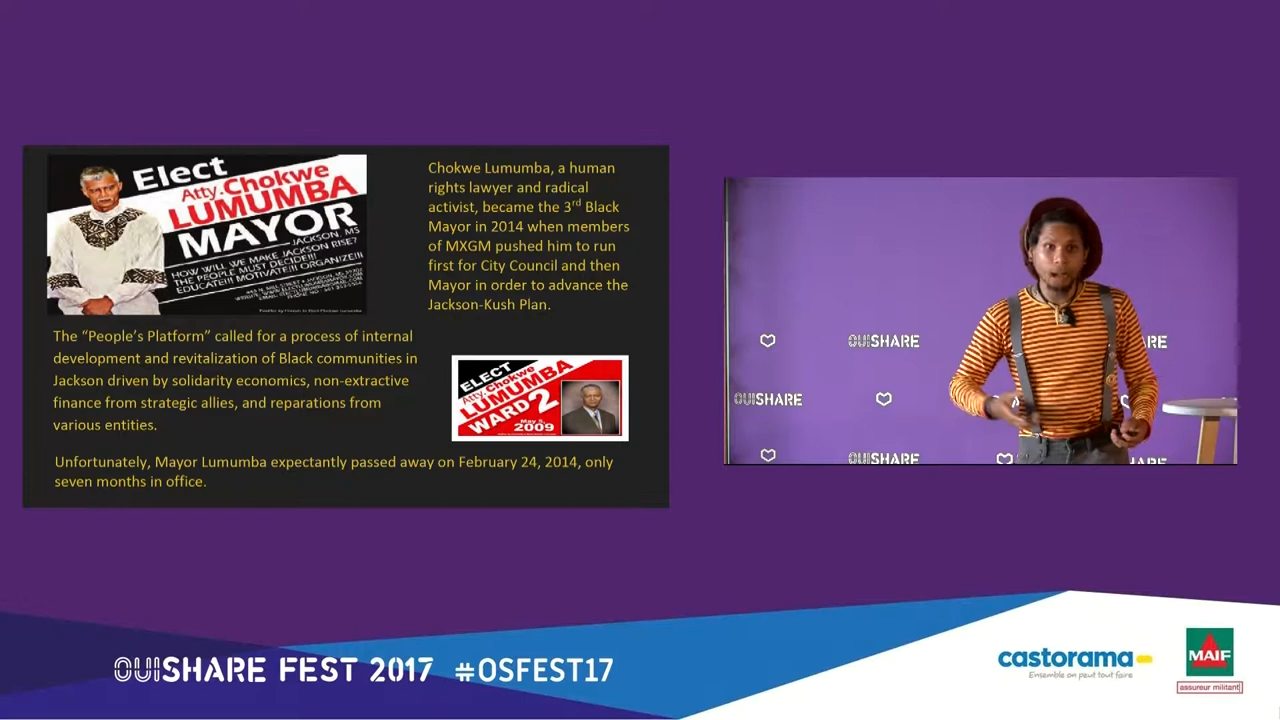 Elect
Atty. Chokwe
LUMUMBA
MAYOR
JACKSON, MS
HOW WILL WE MAKE JACKSON RISE?
THE PEOPLE MUST DECIDE!!!
EDUCATE!!! MOTIVATE!!! ORGANIZE!!!
Chokwe Lumumba, a human
rights lawyer and radical
activist, became the 3rd Black
Mayor in 2014 when members
of MXGM pushed him to run
first for City Council and then
Mayor in order to advance the
Jackson-Kush Plan.
The “People’s Platform” called for a process of internal
development and revitalization of Black communities in
Jackson driven by solidarity economics, non-extractive
finance from strategic allies, and reparations from
various entities.
ELECT
Atty. Chokwe
LUMUMBA
WARD 2
May 5,
2009
Unfortunately, Mayor Lumumba expectantly passed away on February 24, 2014, only
seven months in office.
OUISHARE
ARE
OUISHARE
OUISHARE
HARE
OUISHARE FEST 2017 #OSFEST17
castorama
Ensemble on peut tout faire
MAIF
assureur militant